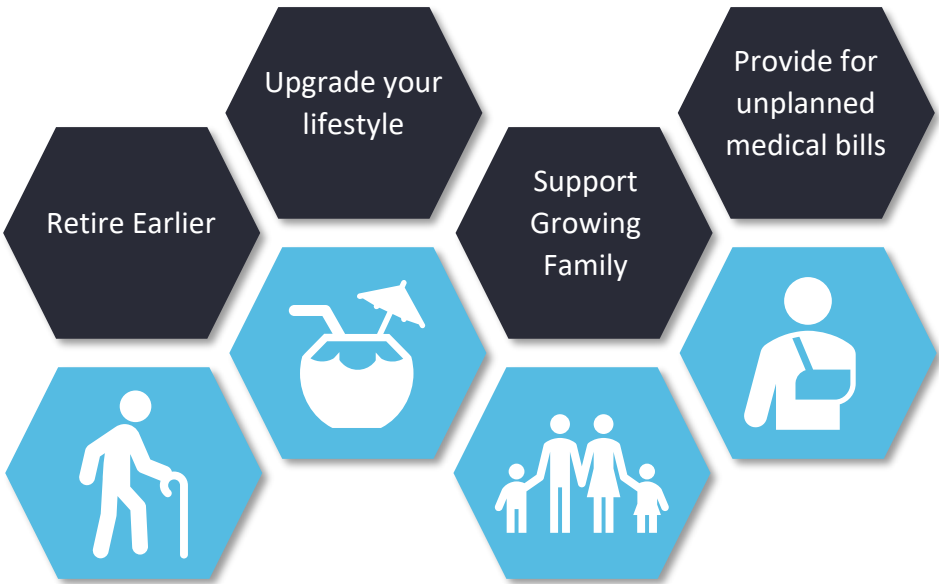 Retire Earlier
Upgrade your
lifestyle
Support
Growing
Family
Provide for
unplanned
medical bills